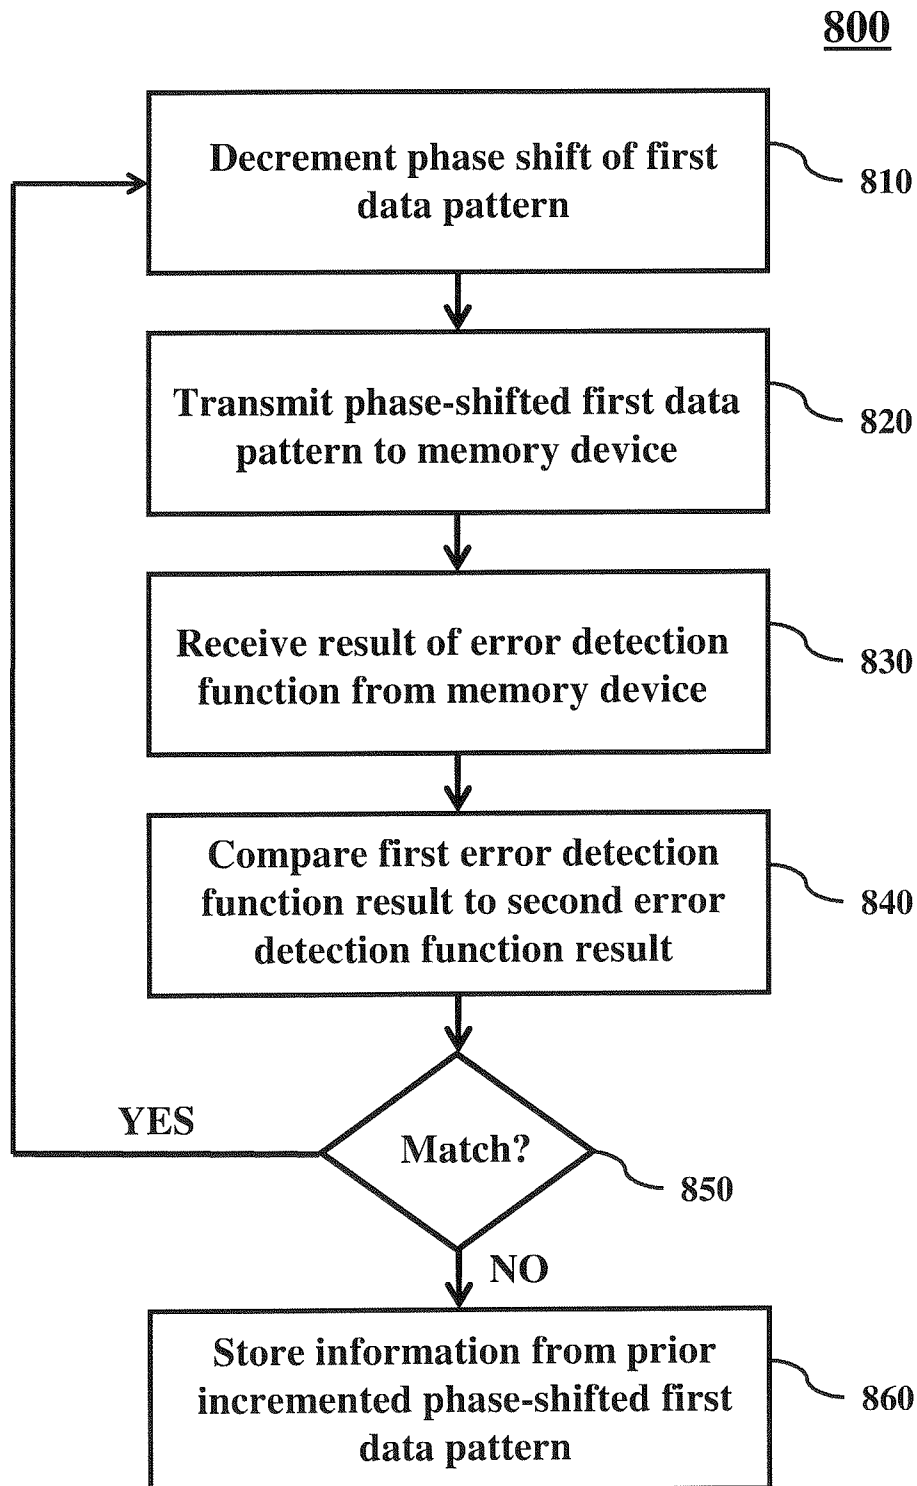 800
Decrement phase shift of first
data pattern
810
Transmit phase-shifted first data
pattern to memory device
820
Receive result of error detection
function from memory device
830
Compare first error detection
function result to second error
detection function result
840
YES
Match?
850
NO
Store information from prior
incremented phase-shifted first
data pattern
860